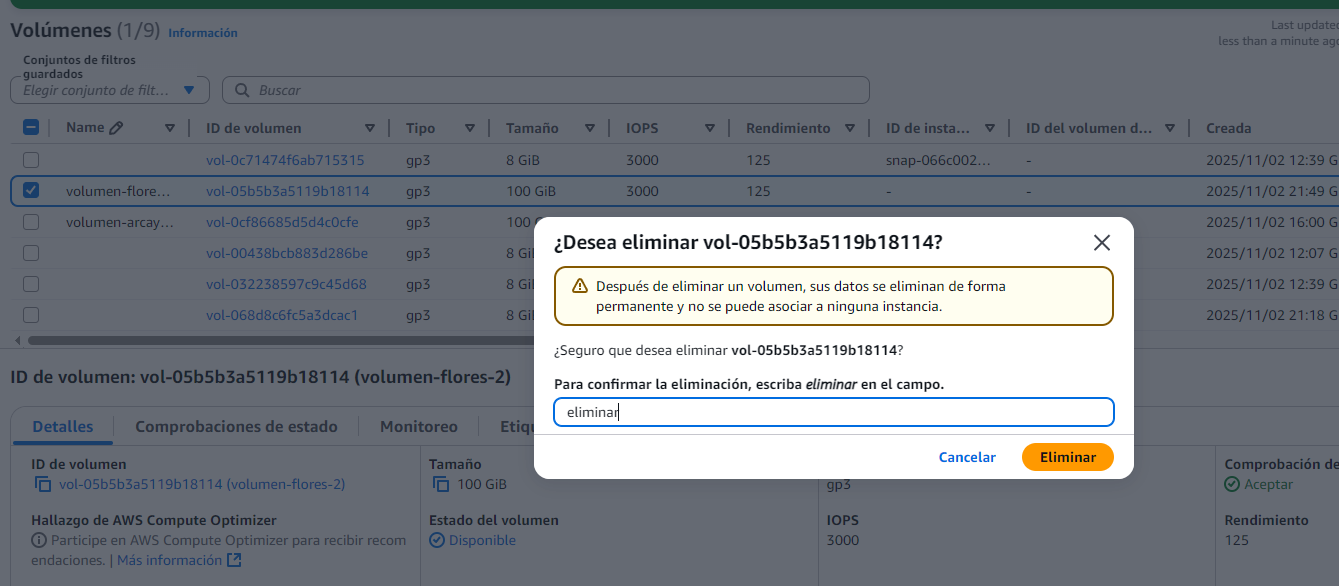 Volúmenes (1/9) Información
Last updated
less than a minute ago
Conjuntos de filtros
guardados
Elegir conjunto de filt...
Buscar
Name ID de volumen Tipo Tamaño IOPS Rendimiento ID de insta... ID del volumen d... Creada
vol-0c71474f6ab715315 gp3 8 GiB 3000 125 snap-066c002... - 2025/11/02 12:39 G
volumen-flore... vol-05b5b3a5119b18114 gp3 100 GiB 3000 125 - - 2025/11/02 21:49 G
volumen-arcay... vol-0cf86685d5d4c0cfe gp3 100 2025/11/02 16:00 G
vol-00438bcb883d286be gp3 8 GiB 2025/11/02 12:07 G
vol-032238597c9c45d68 gp3 8 GiB 2025/11/02 12:39 G
vol-068d8c6fc5a3dcac1 gp3 8 GiB 2025/11/02 21:18 G
¿Desea eliminar vol-05b5b3a5119b18114?
Después de eliminar un volumen, sus datos se eliminan de forma
permanente y no se puede asociar a ninguna instancia.
¿Seguro que desea eliminar vol-05b5b3a5119b18114?
Para confirmar la eliminación, escriba eliminar en el campo.
eliminar
Cancelar Eliminar
ID de volumen: vol-05b5b3a5119b18114 (volumen-flores-2)
Detalles Comprobaciones de estado Monitoreo Etiqu
ID de volumen
vol-05b5b3a5119b18114 (volumen-flores-2)
Tamaño
100 GiB
gp3
Comprobación de
Aceptar
Hallazgo de AWS Compute Optimizer
Participe en AWS Compute Optimizer para recibir recom
endaciones. | Más información
Estado del volumen
Disponible
IOPS
3000
Rendimiento
125